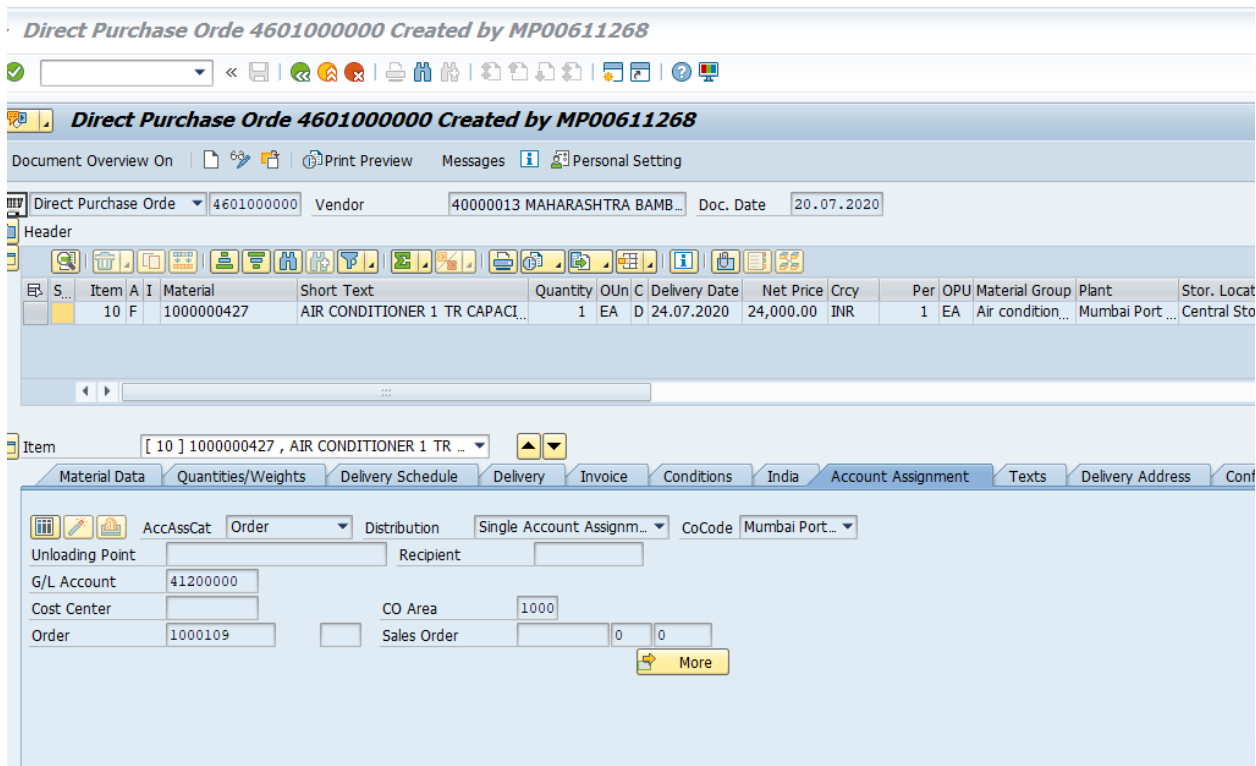 Direct Purchase Orde 4601000000 Created by MP00611268
Direct Purchase Orde 4601000000 Created by MP00611268
Document Overview On Print Preview Messages Personal Setting
Direct Purchase Orde 4601000000 Vendor 40000013 MAHARASHTRA BAMB... Doc. Date 20.07.2020
Header
S... Item A I Material Short Text Quantity OUn C Delivery Date Net Price Crcy Per OPU Material Group Plant Stor. Locat
10 F 1000000427 AIR CONDITIONER 1 TR CAPACI... 1 EA D 24.07.2020 24,000.00 INR 1 EA Air condition... Mumbai Port ... Central Sto
Item [ 10 ] 1000000427 , AIR CONDITIONER 1 TR ...
Material Data Quantities/Weights Delivery Schedule Delivery Invoice Conditions India Account Assignment Texts Delivery Address Conf
AccAssCat Order Distribution Single Account Assignm... CoCode Mumbai Port...
Unloading Point Recipient
G/L Account 41200000
Cost Center CO Area 1000
Order 1000109 Sales Order 0 0
More